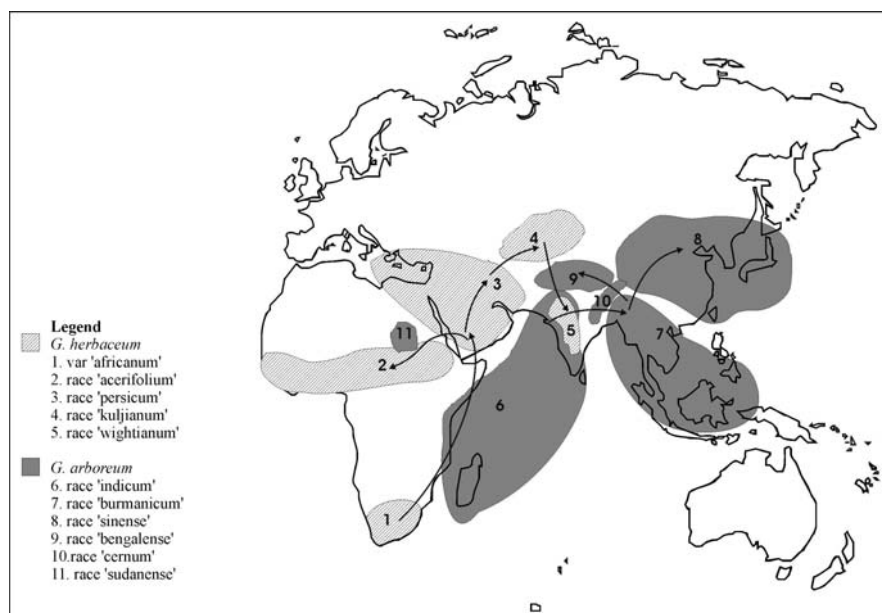 Legend
G. herbaceum
1. var 'africanum'
2. race 'acerifolium'
3. race 'persicum'
4. race 'kuljianum'
5. race 'wightianum'
G. arboreum
6. race 'indicum'
7. race 'burmanicum'
8. race 'sinense'
9. race 'bengalense'
10.race 'cernum'
11. race 'sudanense'
4
8
9
3
10
11
5
7
2
6
1